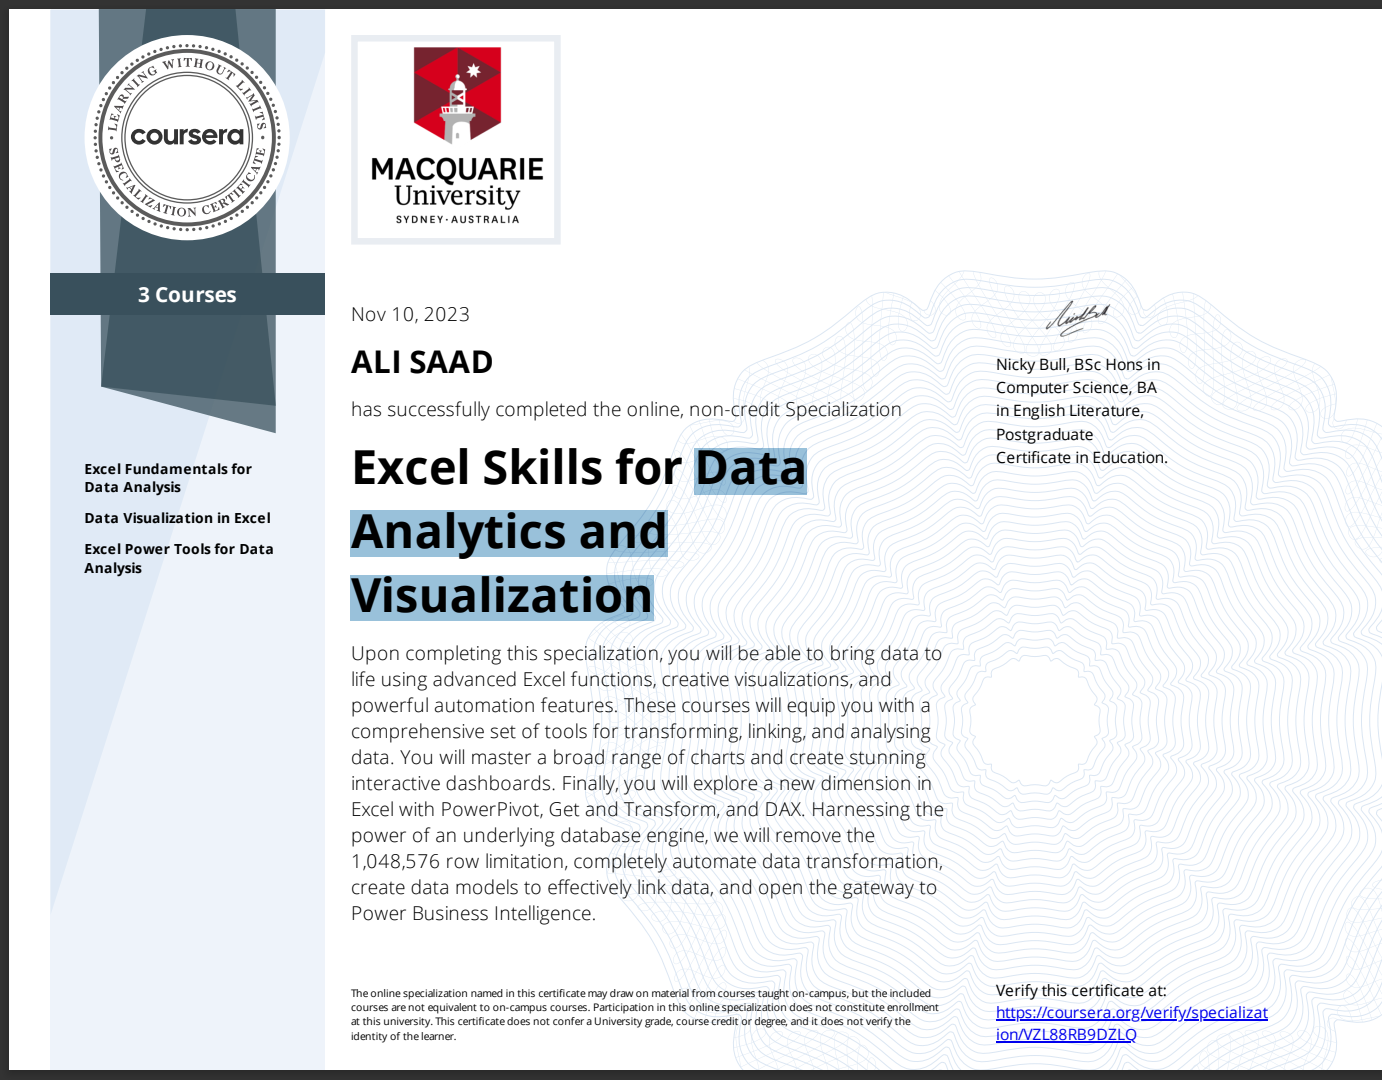 LEARNING WITHOUT LIMITS
coursera
SPECIALIZATION CERTIFICATE
3 Courses
Excel Fundamentals for
Data Analysis
Data Visualization in Excel
Excel Power Tools for Data
Analysis
MACQUARIE
University
SYDNEY·AUSTRALIA
Nov 10, 2023
ALI SAAD
has successfully completed the online, non-credit Specialization
Excel Skills for Data
Analytics and
Visualization
Upon completing this specialization, you will be able to bring data to
life using advanced Excel functions, creative visualizations, and
powerful automation features. These courses will equip you with a
comprehensive set of tools for transforming, linking, and analysing
data. You will master a broad range of charts and create stunning
interactive dashboards. Finally, you will explore a new dimension in
Excel with PowerPivot, Get and Transform, and DAX. Harnessing the
power of an underlying database engine, we will remove the
1,048,576 row limitation, completely automate data transformation,
create data models to effectively link data, and open the gateway to
Power Business Intelligence.
Nicky Bull, BSc Hons in
Computer Science, BA
in English Literature,
Postgraduate
Certificate in Education.
The online specialization named in this certificate may draw on material from courses taught on-campus, but the included
courses are not equivalent to on-campus courses. Participation in this online specialization does not constitute enrollment
at this university. This certificate does not confer a University grade, course credit or degree, and it does not verify the
identity of the learner.
Verify this certificate at:
https://coursera.org/verify/specializat
ion/VZL88RB9DZLQ